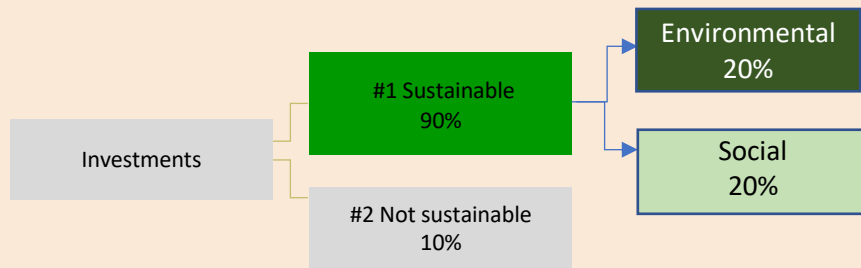 Investments
#1 Sustainable
90%
#2 Not sustainable
10%
Environmental
20%
Social
20%